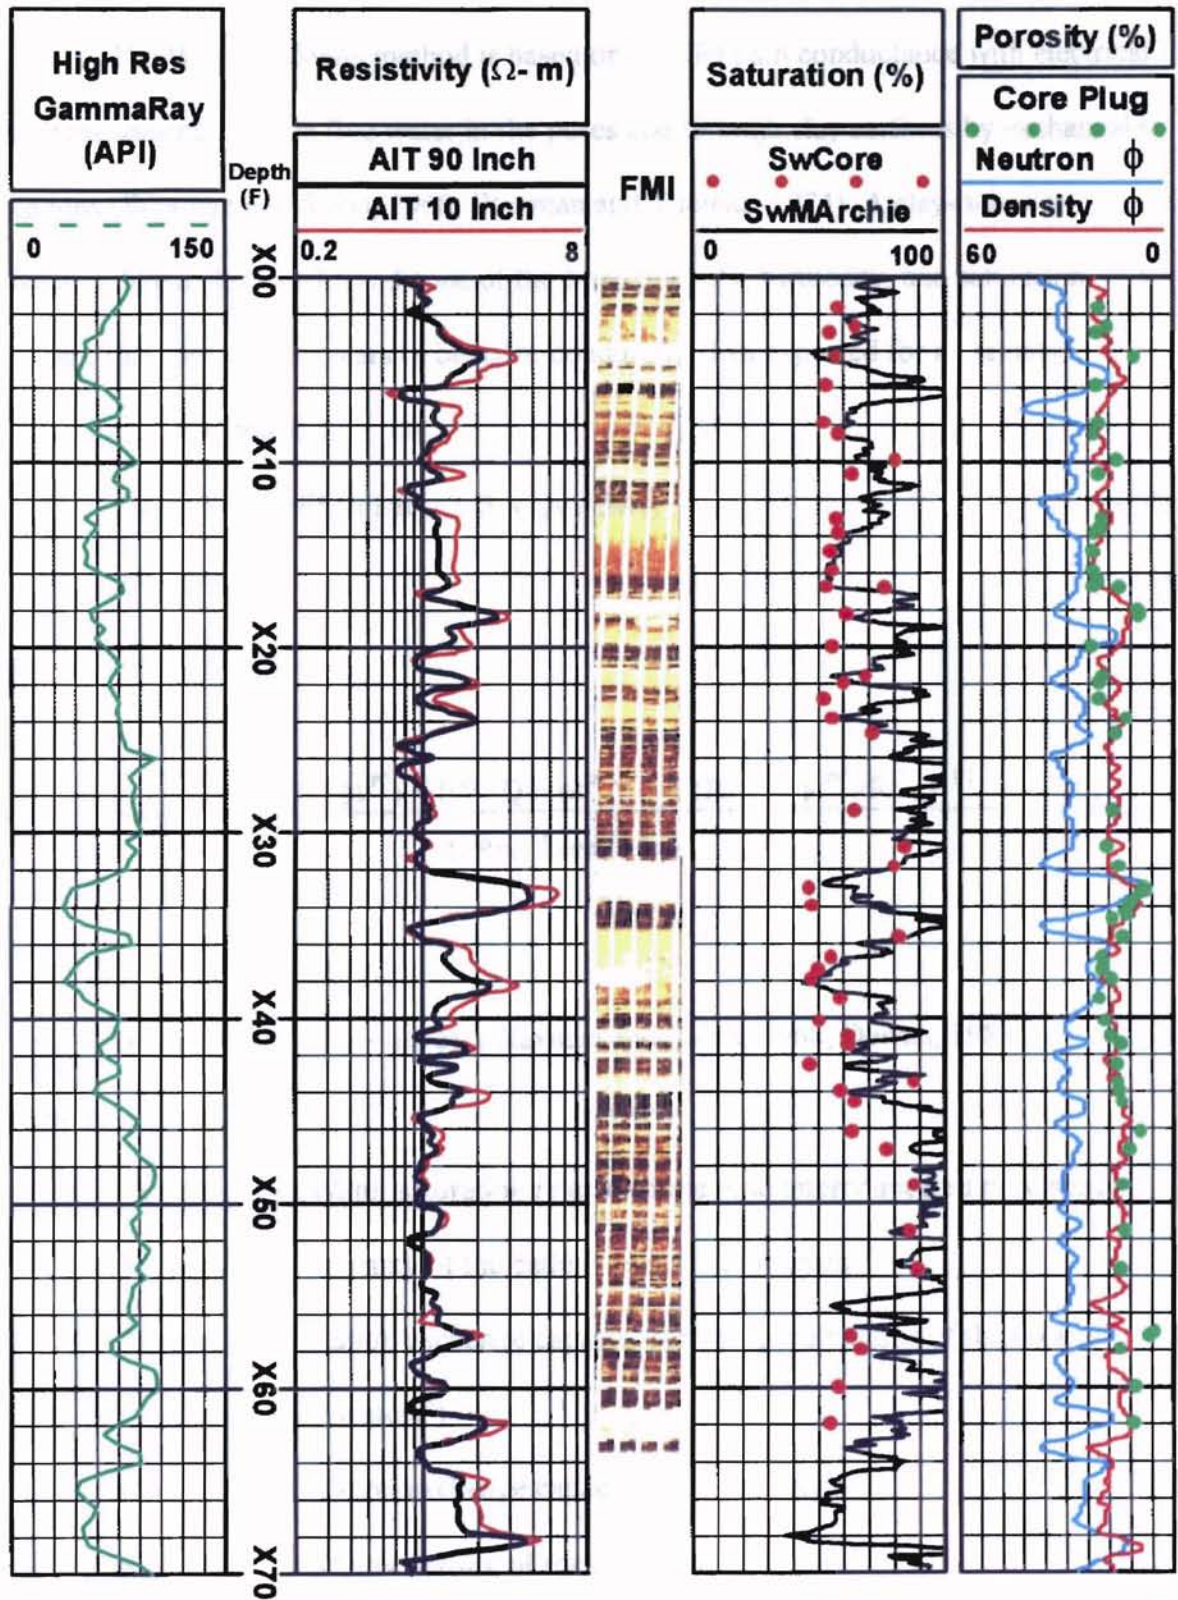 High Res
GammaRay
(API)
0 150
Depth
(F)
Resistivity (Ω- m)
AIT 90 Inch
AIT 10 Inch
0.2 8
FMI
Saturation (%)
SwCore
SwMArchie
0 100
Porosity (%)
Core Plug
Neutron ϕ
Density ϕ
60 0
X00
X10
X20
X30
X40
X50
X60
X70